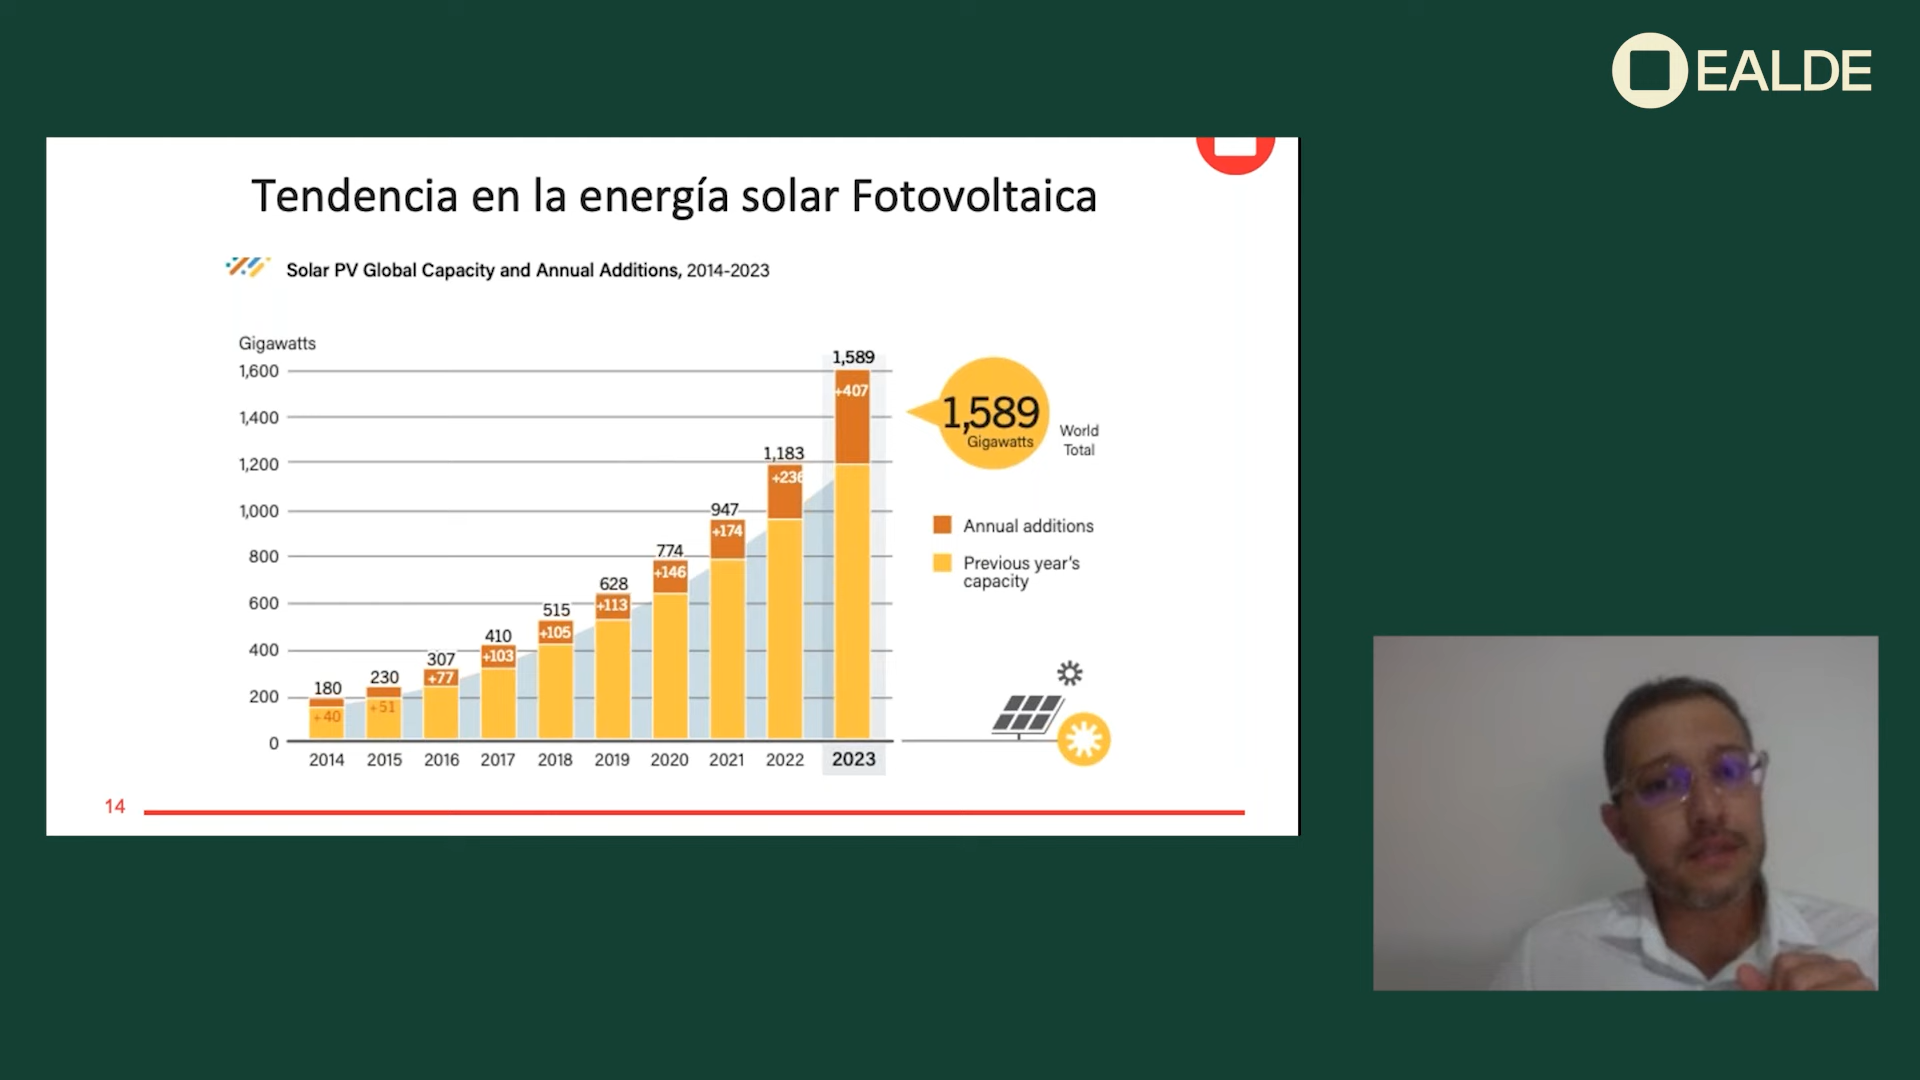 EALDE
Tendencia en la energía solar Fotovoltaica
Solar PV Global Capacity and Annual Additions, 2014-2023
Gigawatts
1,600
1,400
1,200
1,000
800
600
400
200
0
180
+40
230
+51
307
+77
410
+103
515
+105
628
+113
774
+146
947
+174
1,183
+236
1,589
+407
2014 2015 2016 2017 2018 2019 2020 2021 2022 2023
1,589
Gigawatts
World
Total
Annual additions
Previous year's
capacity
14